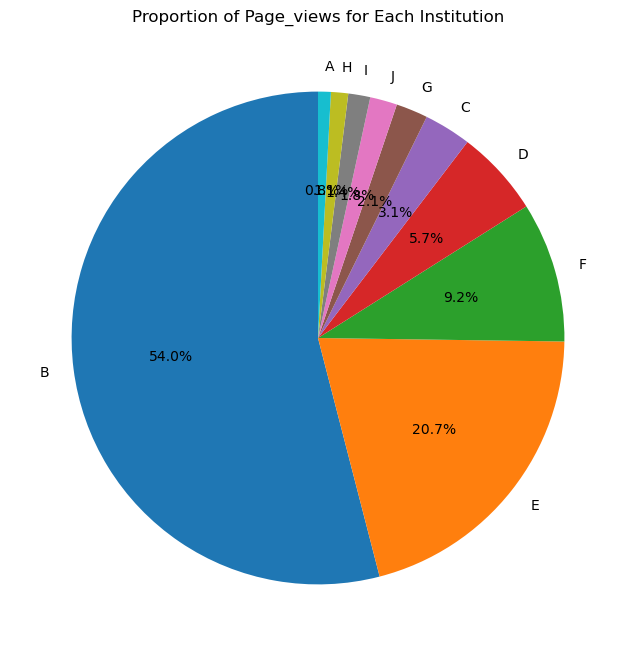 Proportion of Page_views for Each Institution
A
H
I
J
G
C
D
F
E
B
1.8%
2.1%
3.1%
5.7%
9.2%
20.7%
54.0%